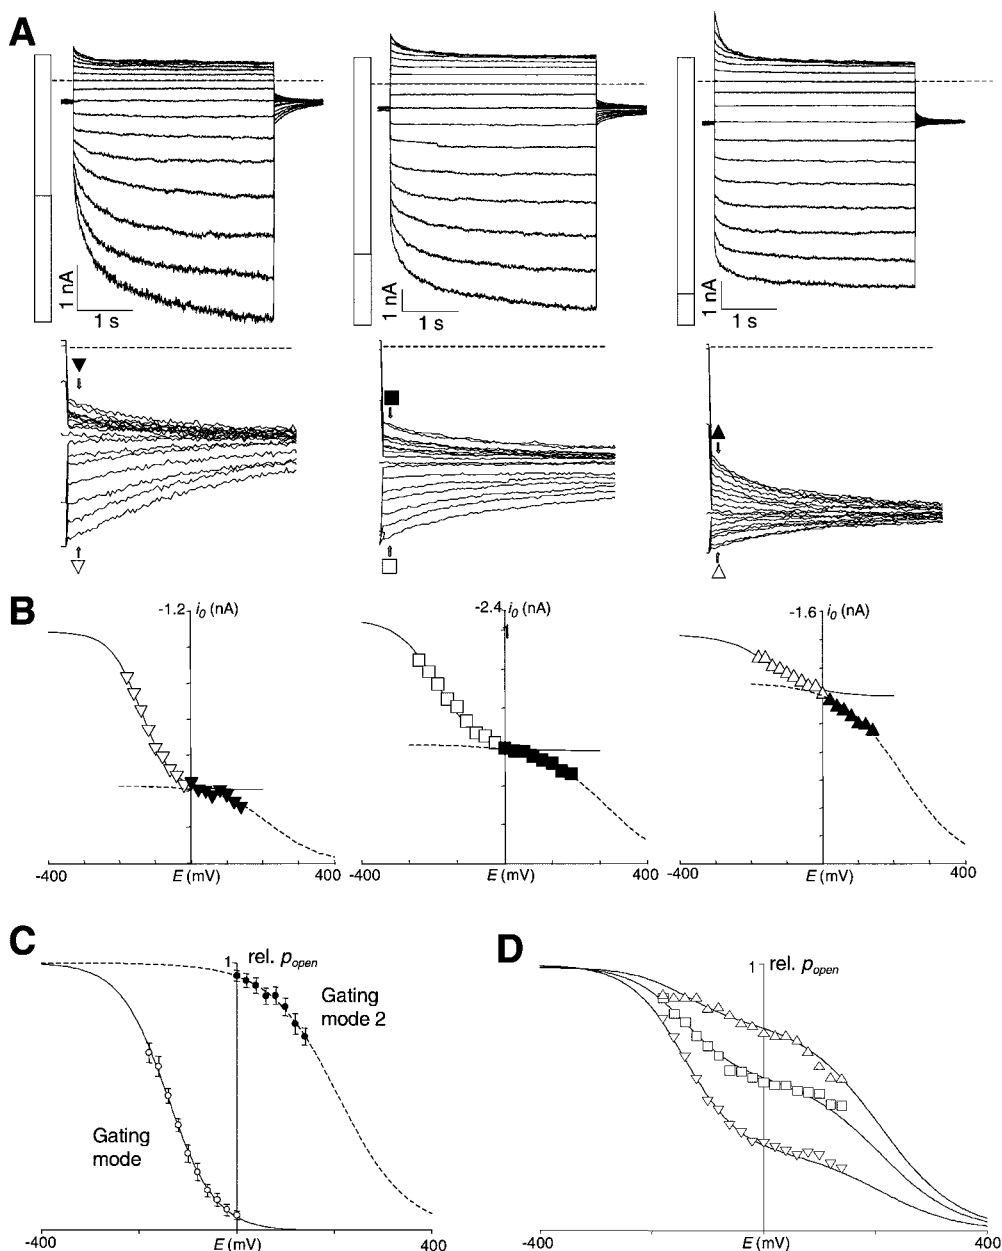 A
1 nA
1 s
1 nA
1 s
1 nA
1 s
B
-1.2 i0 (nA)
-2.4 i0 (nA)
-1.6 i0 (nA)
-400 E (mV) 400
-400 E (mV) 400
-400 E (mV) 400
C
D
1 rel. popen
Gating
mode 2
Gating
mode
-400 E (mV) 400
1 rel. popen
-400 E (mV) 400